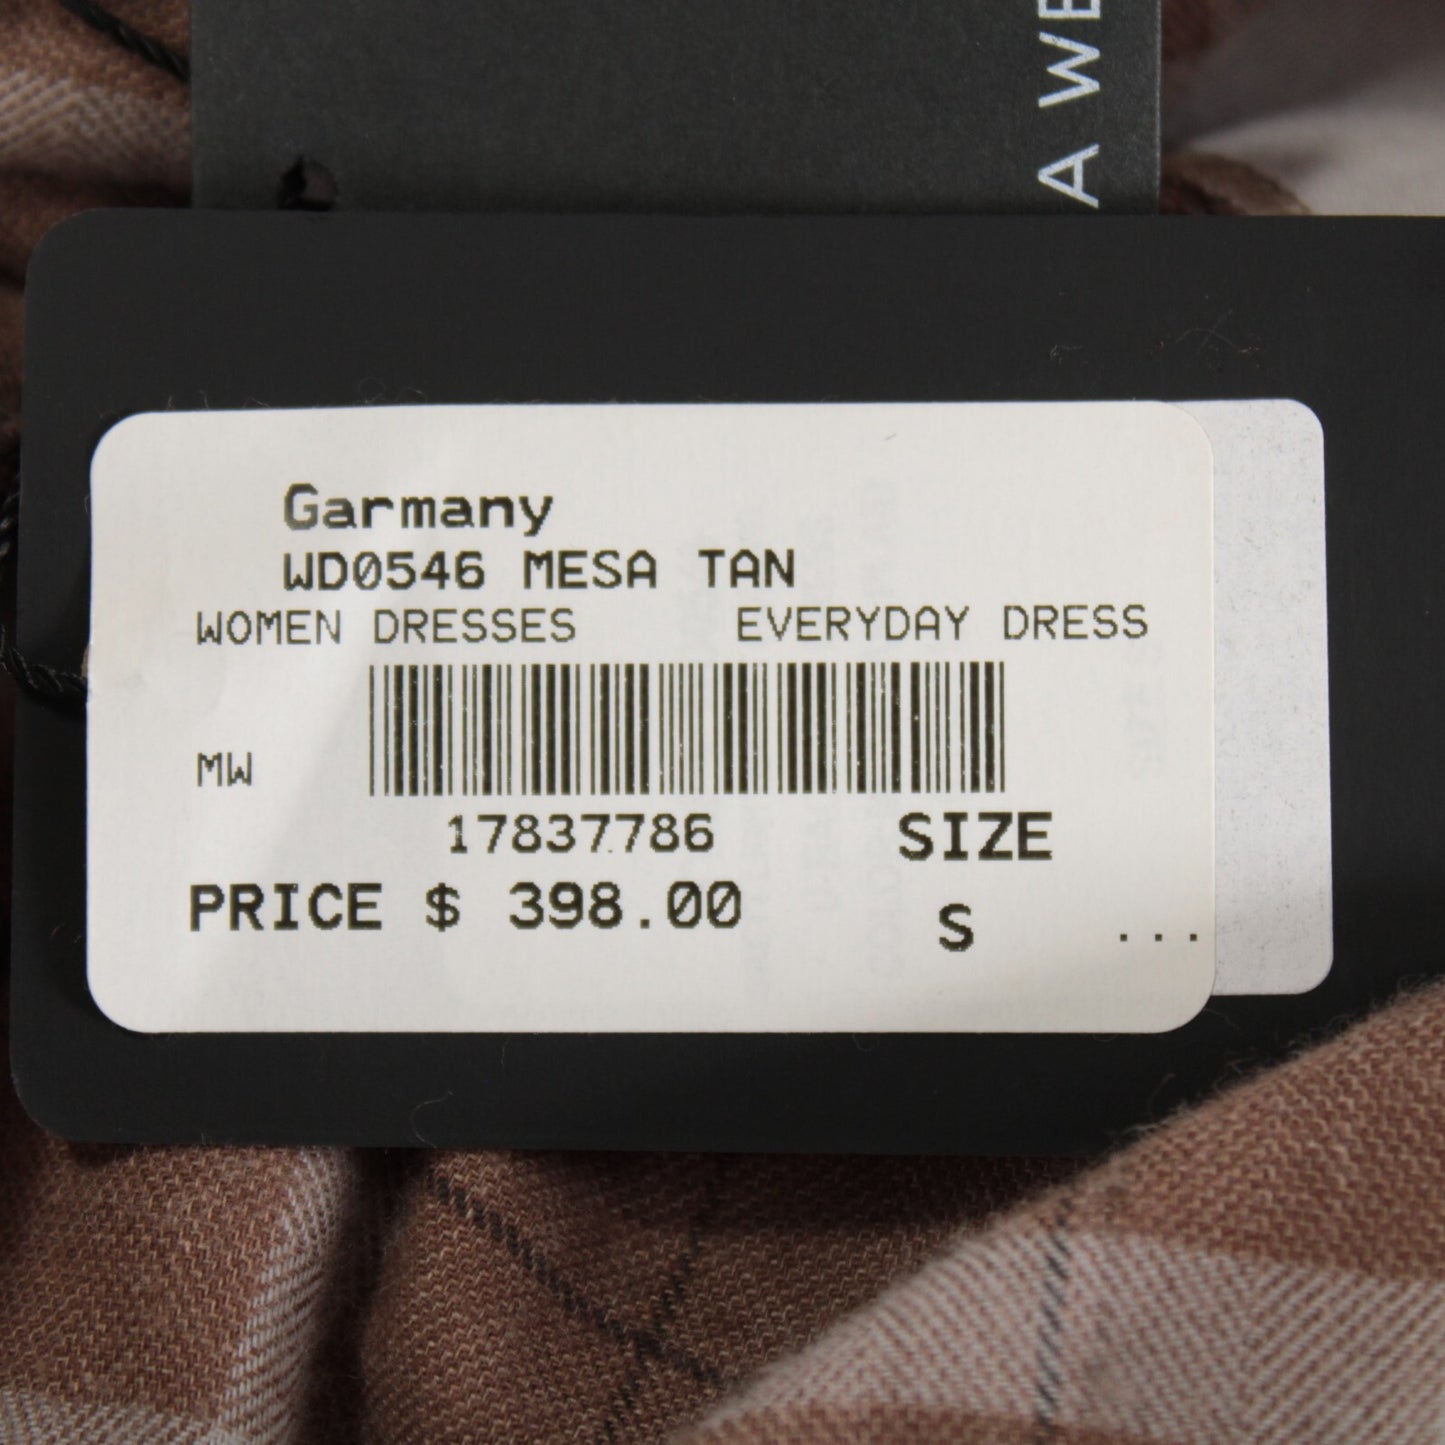 A WE
Garmany
WD0546 MESA TAN
WOMEN DRESSES EVERYDAY DRESS
MW
17837786 SIZE
PRICE $ 398.00 S ...